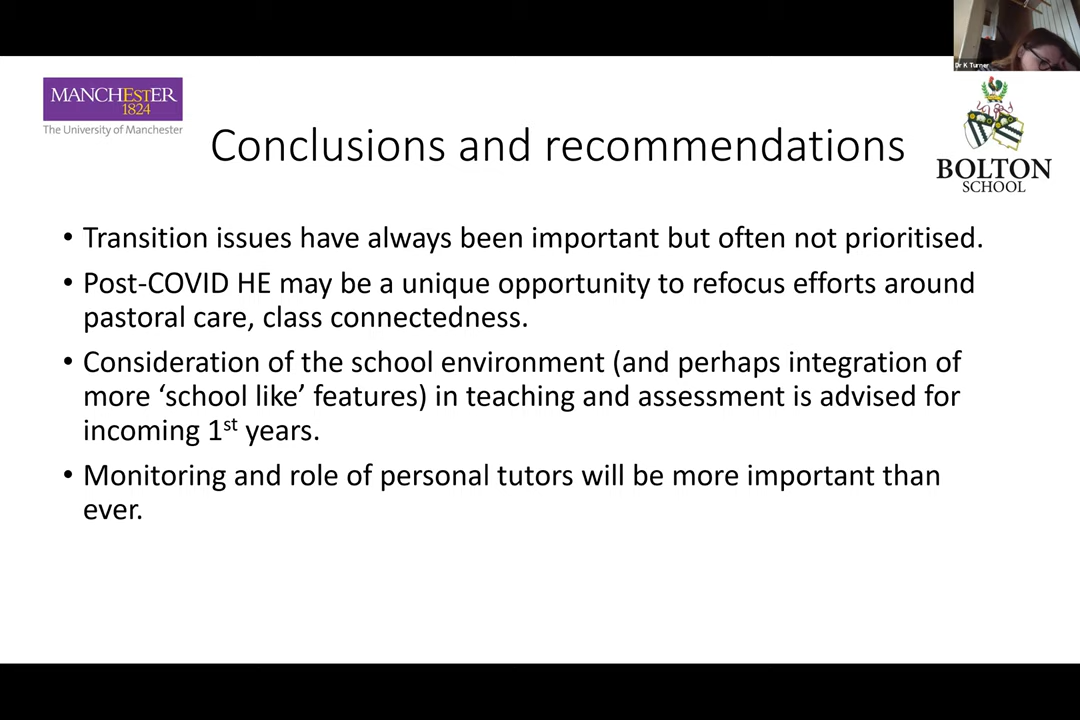 Dr K Turner
MANCHESTER
1824
The University of Manchester
BOLTON
SCHOOL
Conclusions and recommendations
• Transition issues have always been important but often not prioritised.
• Post-COVID HE may be a unique opportunity to refocus efforts around
pastoral care, class connectedness.
• Consideration of the school environment (and perhaps integration of
more ‘school like’ features) in teaching and assessment is advised for
incoming 1st years.
• Monitoring and role of personal tutors will be more important than
ever.